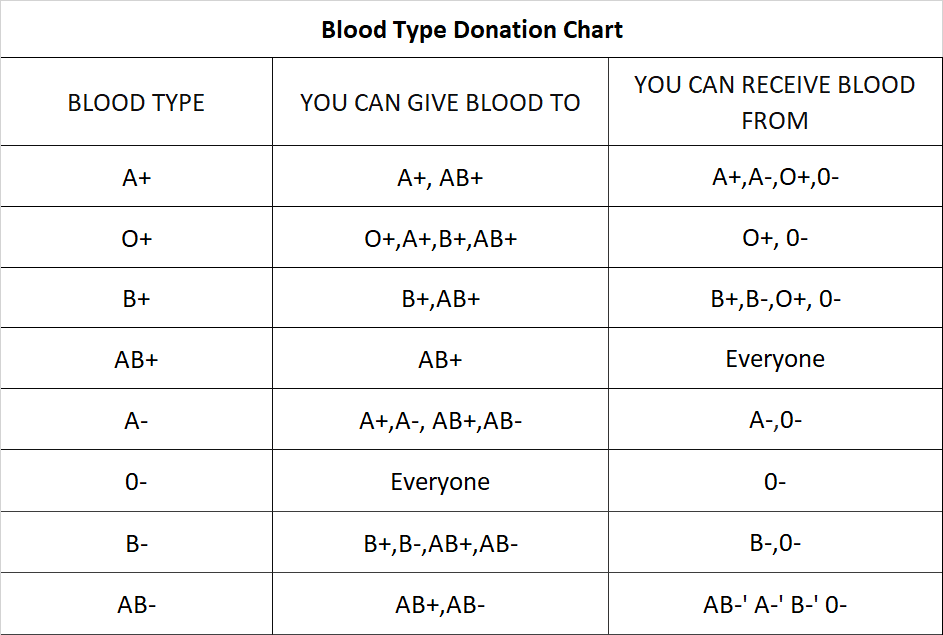 Blood Type Donation Chart
BLOOD TYPE
YOU CAN GIVE BLOOD TO
YOU CAN RECEIVE BLOOD
FROM
A+
A+, AB+
A+,A-,O+,0-
O+
O+,A+,B+,AB+
O+, 0-
B+
B+,AB+
B+,B-,O+, 0-
AB+
AB+
Everyone
A-
A+,A-, AB+,AB-
A-,0-
0-
Everyone
0-
B-
B+,B-,AB+,AB-
B-,0-
AB-
AB+,AB-
AB-' A-' B-' 0-